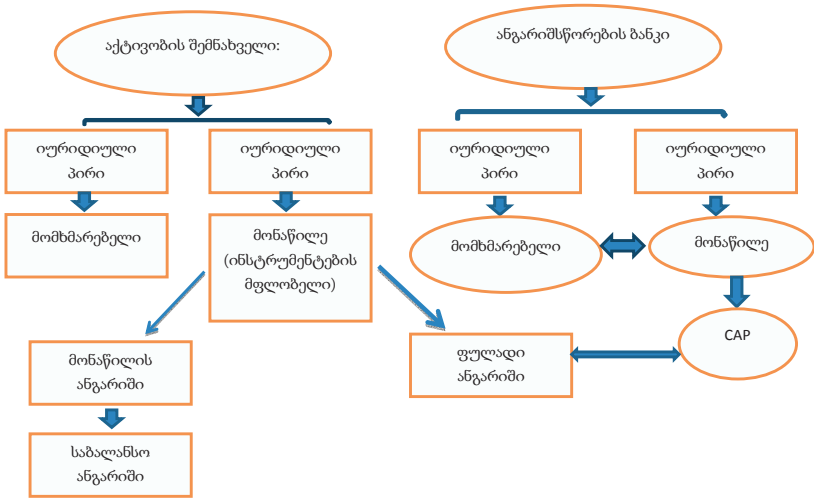 აქტივობის შემნახველი:
ანგარიშსწორების ბანკი
იურიდიული
პირი
იურიდიული
პირი
იურიდიული
პირი
იურიდიული
პირი
მომხმარებელი
მონაწილე
(ინსტრუმენტების
მფლობელი)
მომხმარებელი
მონაწილე
მონაწილის
ანგარიში
ფულადი
ანგარიში
CAP
საბალანსო
ანგარიში